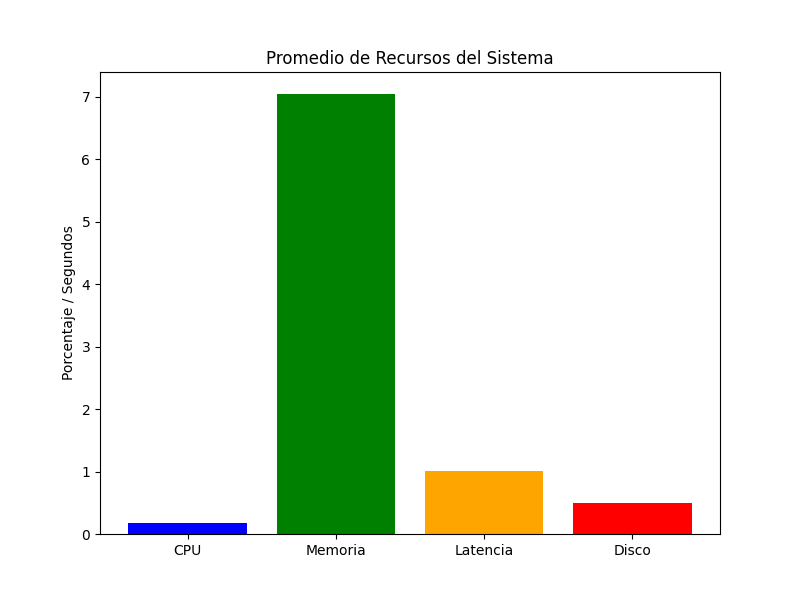 Promedio de Recursos del Sistema
Porcentaje / Segundos
7
6
5
4
3
2
1
0
CPU Memoria Latencia Disco